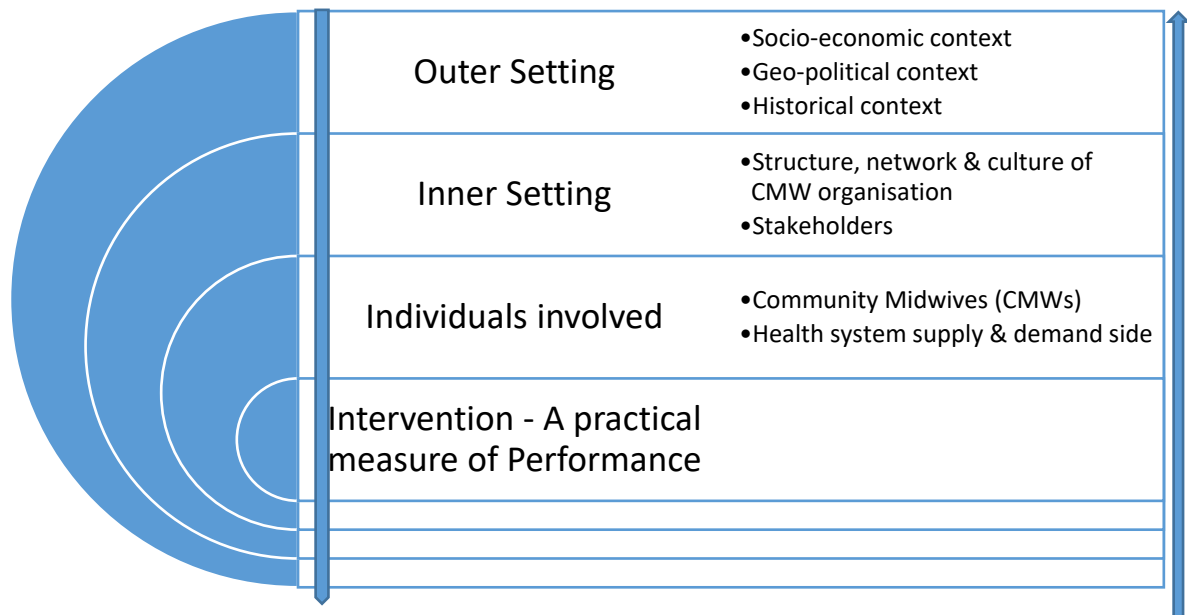 Outer Setting
•Socio-economic context
•Geo-political context
•Historical context
Inner Setting
•Structure, network & culture of
CMW organisation
•Stakeholders
Individuals involved
•Community Midwives (CMWs)
•Health system supply & demand side
Intervention - A practical
measure of Performance